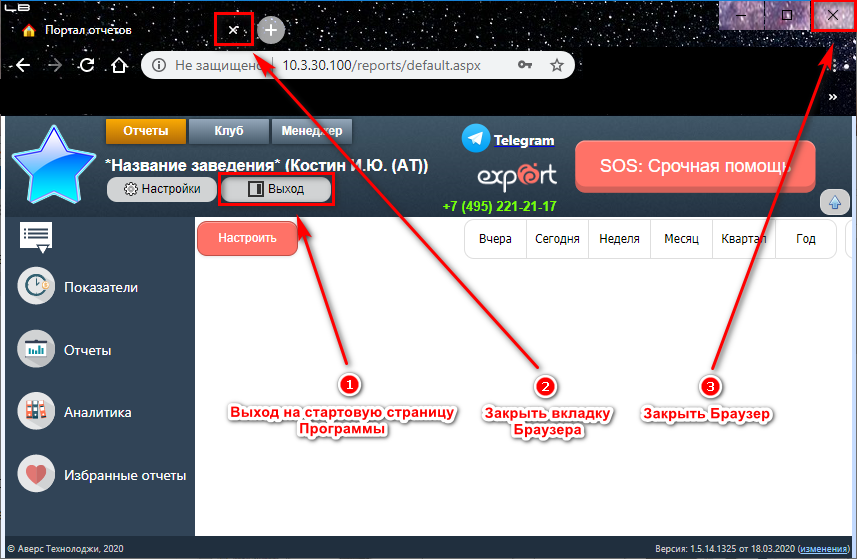 Портал отчетов
Не защищено
10.3.30.100/reports/default.aspx
Отчеты
Клуб
Менеджер
Telegram
*Название заведения* (Костин И.Ю. (АТ))
SOS: Срочная помощь
expert
Настройки
Выход
+7 (495) 221-21-17
Настроить
Вчера
Сегодня
Неделя
Месяц
Квартал
Год
Показатели
Отчеты
Аналитика
Избранные отчеты
1
Выход на стартовую страницу
Программы
2
Закрыть вкладку
Браузера
3
Закрыть Браузер
© Аверс Технолоджи, 2020
Версия: 1.5.14.1325 от 18.03.2020 (изменения)